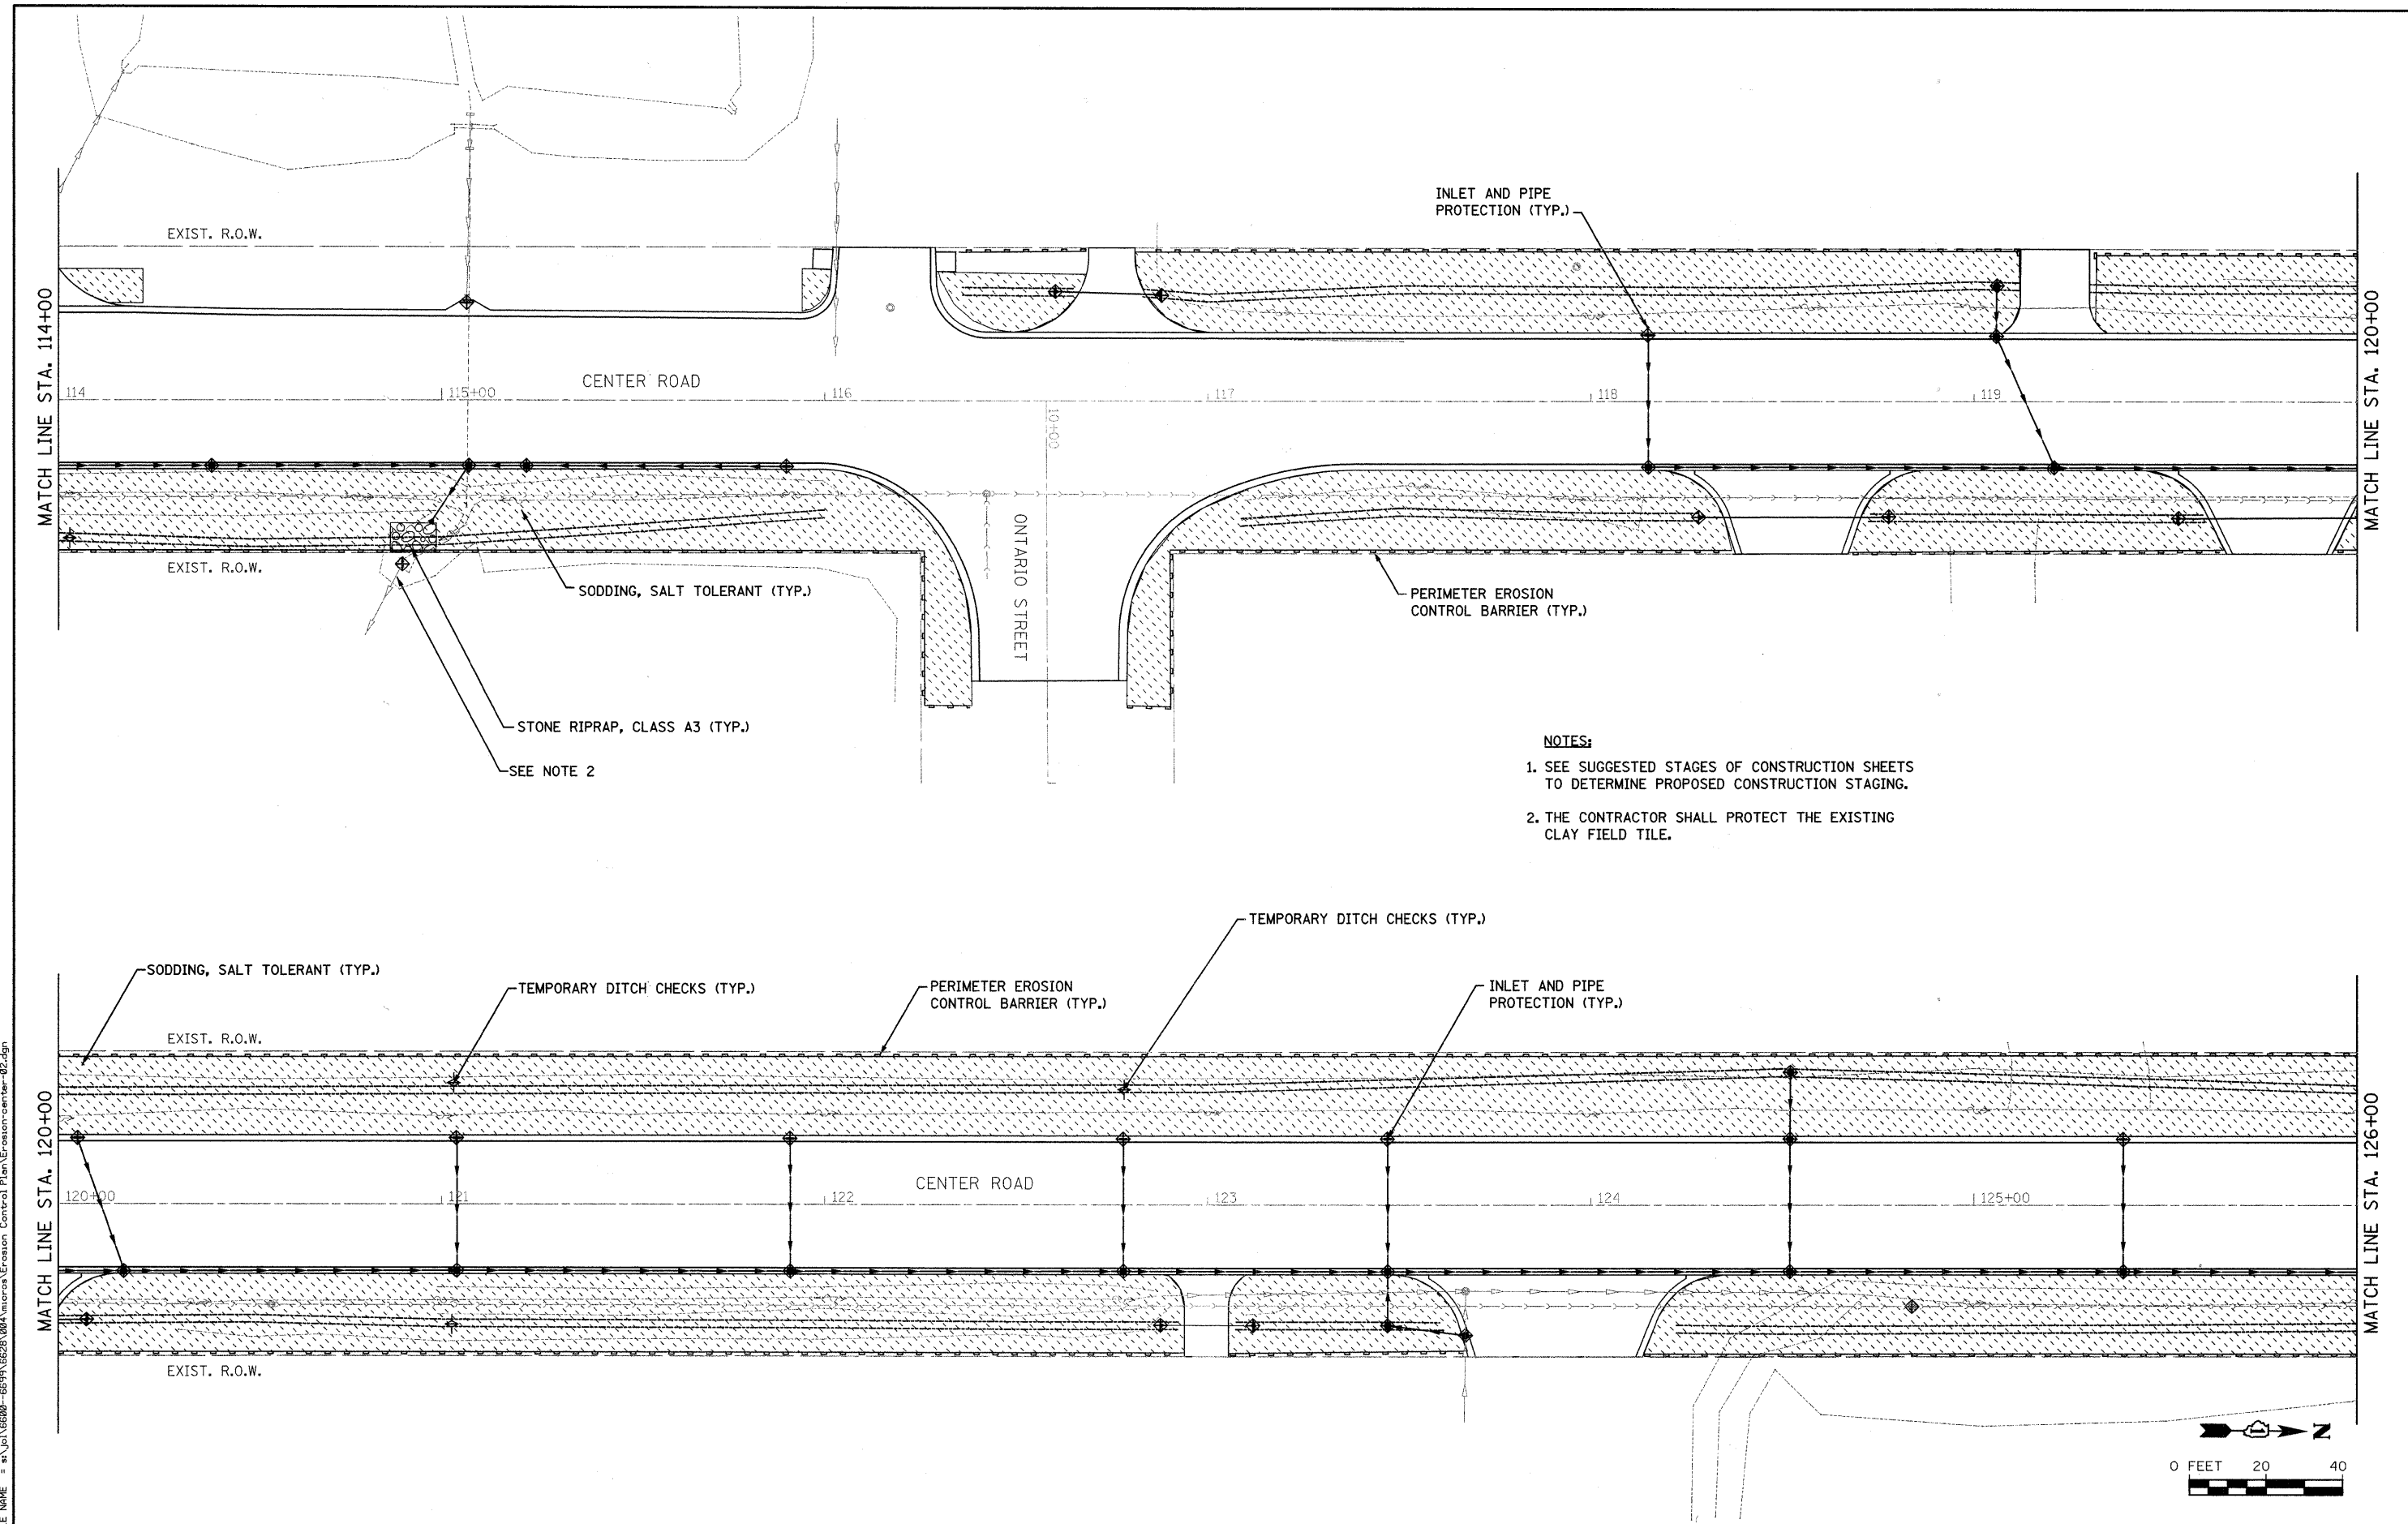 INLET AND PIPE
PROTECTION (TYP.)
EXIST. R.O.W.
MATCH LINE STA. 114+00
MATCH LINE STA. 120+00
CENTER ROAD
114
115+00
116
117
118
119
10+00
ONTARIO STREET
EXIST. R.O.W.
SODDING, SALT TOLERANT (TYP.)
PERIMETER EROSION
CONTROL BARRIER (TYP.)
STONE RIPRAP, CLASS A3 (TYP.)
SEE NOTE 2
NOTES:
1. SEE SUGGESTED STAGES OF CONSTRUCTION SHEETS
TO DETERMINE PROPOSED CONSTRUCTION STAGING.
2. THE CONTRACTOR SHALL PROTECT THE EXISTING
CLAY FIELD TILE.
TEMPORARY DITCH CHECKS (TYP.)
SODDING, SALT TOLERANT (TYP.)
TEMPORARY DITCH CHECKS (TYP.)
PERIMETER EROSION
CONTROL BARRIER (TYP.)
INLET AND PIPE
PROTECTION (TYP.)
EXIST. R.O.W.
MATCH LINE STA. 120+00
MATCH LINE STA. 126+00
CENTER ROAD
120+00
121
122
123
124
125+00
EXIST. R.O.W.
N
0 FEET 20 40